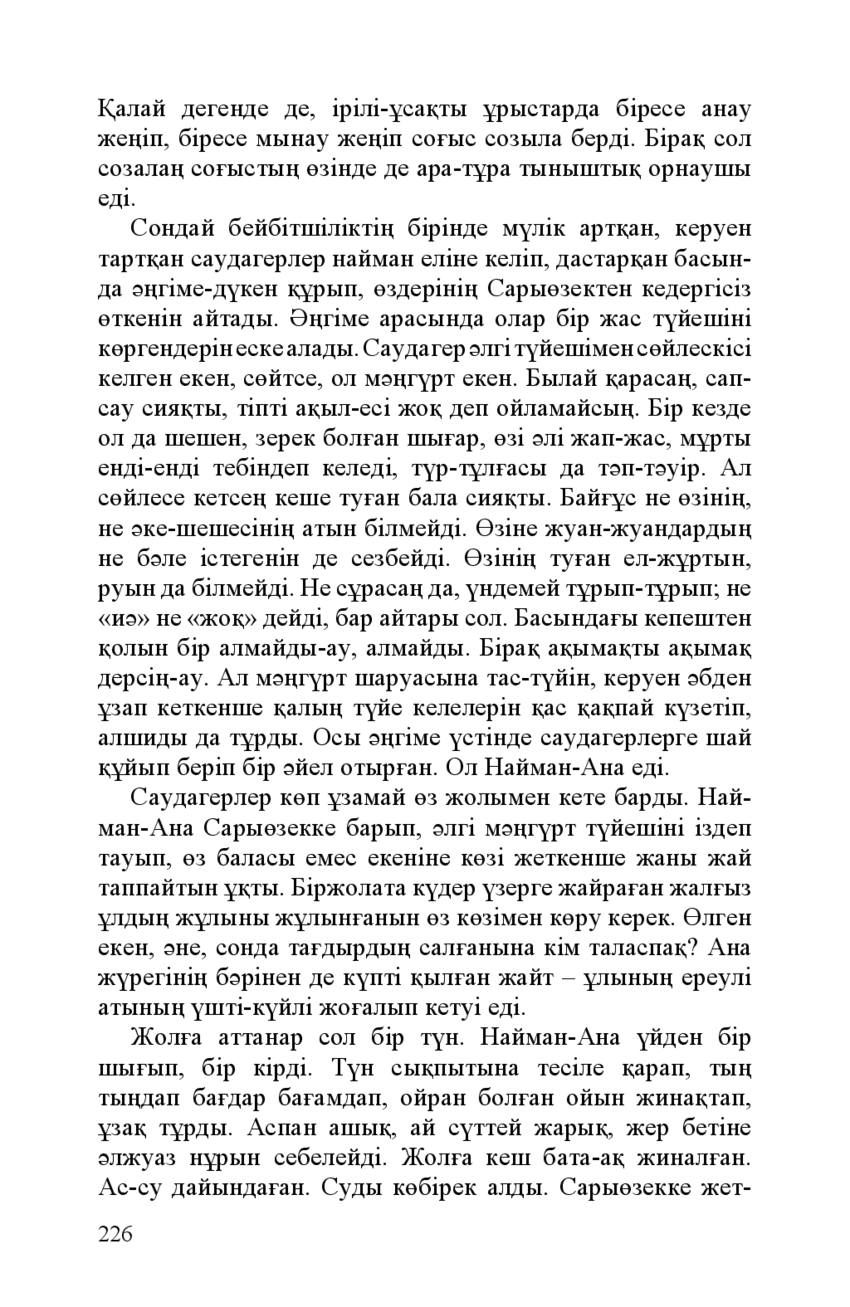 Қалай дегенде де, ірілі-ұсақты ұрыстарда біресе анау
жеңіп, біресе мынау жеңіп соғыс созыла берді. Бірақ сол
созалаң соғыстың өзінде де ара-тұра тыныштық орнаушы
еді.
Сондай бейбітшіліктің бірінде мүлік артқан, керуен
тартқан саудагерлер найман еліне келіп, дастарқан басын-
да әңгіме-дүкен құрып, өздерінің Сарыөзектен кедергісіз
өткенін айтады. Әңгіме арасында олар бір жас түйешіні
көргендерін еске алады. Саудагер әлгі түйешімен сөйлескісі
келген екен, сөйтсе, ол мәңгүрт екен. Былай қарасаң, сап-
сау сияқты, тіпті ақыл-есі жоқ деп ойламайсың. Бір кезде
ол да шешен, зерек болған шығар, өзі әлі жап-жас, мұрты
енді-енді тебіндеп келеді, түр-тұлғасы да тәп-тәуір. Ал
сөйлесе кетсең кеше туған бала сияқты. Байғұс не өзінің,
не әке-шешесінің атын білмейді. Өзіне жуан-жуандардың
не бәле істегенін де сезбейді. Өзінің туған ел-жұртын,
руын да білмейді. Не сұрасаң да, үндемей тұрып-тұрып; не
«иә» не «жоқ» дейді, бар айтары сол. Басындағы кепештен
қолын бір алмайды-ау, алмайды. Бірақ ақымақты ақымақ
дерсің-ау. Ал мәңгүрт шаруасына тас-түйін, керуен әбден
ұзап кеткенше қалың түйе келелерін қас қақпай күзетіп,
алшиды да тұрды. Осы әңгіме үстінде саудагерлерге шай
құйып беріп бір әйел отырған. Ол Найман-Ана еді.
Саудагерлер көп ұзамай өз жолымен кете барды. Най-
ман-Ана Сарыөзекке барып, әлгі мәңгүрт түйешіні іздеп
тауып, өз баласы емес екеніне көзі жеткенше жаны жай
таппайтын ұқты. Біржолата күдер үзерге жайраған жалғыз
ұлдың жұлыны жұлынғанын өз көзімен көру керек. Өлген
екен, әне, сонда тағдырдың салғанына кім таласпақ? Ана
жүрегінің бәрінен де күпті қылған жайт – ұлының ереулі
атының үшті-күйлі жоғалып кетуі еді.
Жолға аттанар сол бір түн. Найман-Ана үйден бір
шығып, бір кірді. Түн сықпытына тесіле қарап, тың
тыңдап бағдар бағамдап, ойран болған ойын жинақтап,
ұзақ тұрды. Аспан ашық, ай сүттей жарық, жер бетіне
әлжуаз нұрын себелейді. Жолға кеш бата-ақ жиналған.
Ас-су дайындаған. Суды көбірек алды. Сарыөзекке жет-
226